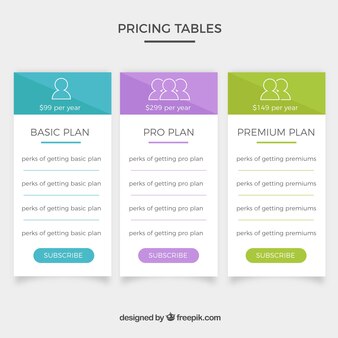 PRICING TABLES
$99 per year
BASIC PLAN
perks of getting basic plan
perks of getting basic plan
perks of getting basic plan
perks of getting basic plan
SUBSCRIBE
$299 per year
PRO PLAN
perks of getting pro plan
perks of getting pro plan
perks of getting pro plan
perks of getting pro plan
SUBSCRIBE
$149 per year
PREMIUM PLAN
perks of getting premiums
perks of getting premiums
perks of getting premiums
perks of getting premiums
SUBSCRIBE
designed by freepik.com